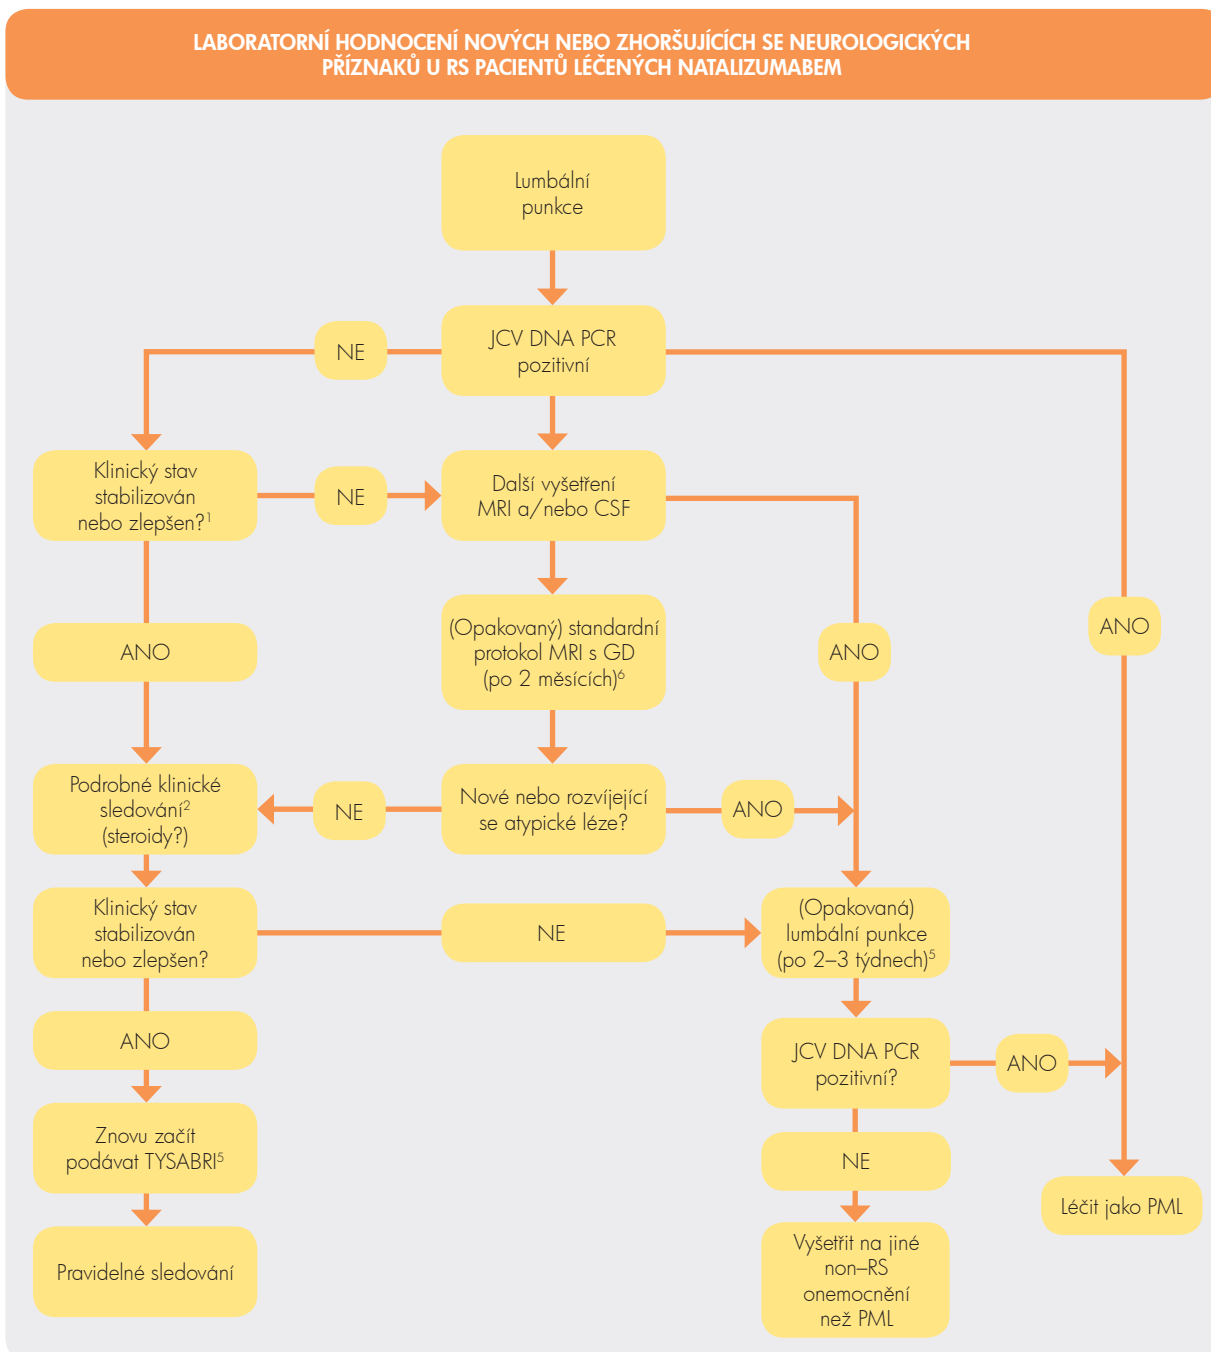 LABORATORNÍ HODNOCENÍ NOVÝCH NEBO ZHORŠUJÍCÍCH SE NEUROLOGICKÝCH
PŘÍZNAKŮ U RS PACIENTŮ LÉČENÝCH NATALIZUMABEM
Lumbální
punkce
JCV DNA PCR
pozitivní
NE
Klinický stav
stabilizován
nebo zlepšen?¹
NE
Další vyšetření
MRI a/nebo CSF
(Opakovaný) standardní
protokol MRI s GD
(po 2 měsících)⁶
ANO
ANO
ANO
Podrobné klinické
sledování²
(steroidy?)
NE
Nové nebo rozvíjející
se atypické léze?
ANO
Klinický stav
stabilizován
nebo zlepšen?
NE
(Opakovaná)
lumbální punkce
(po 2–3 týdnech)⁵
ANO
JCV DNA PCR
pozitivní?
ANO
Znovu začít
podávat TYSABRI⁵
NE
Léčit jako PML
Pravidelné sledování
Vyšetřit na jiné
non–RS
onemocnění
než PML